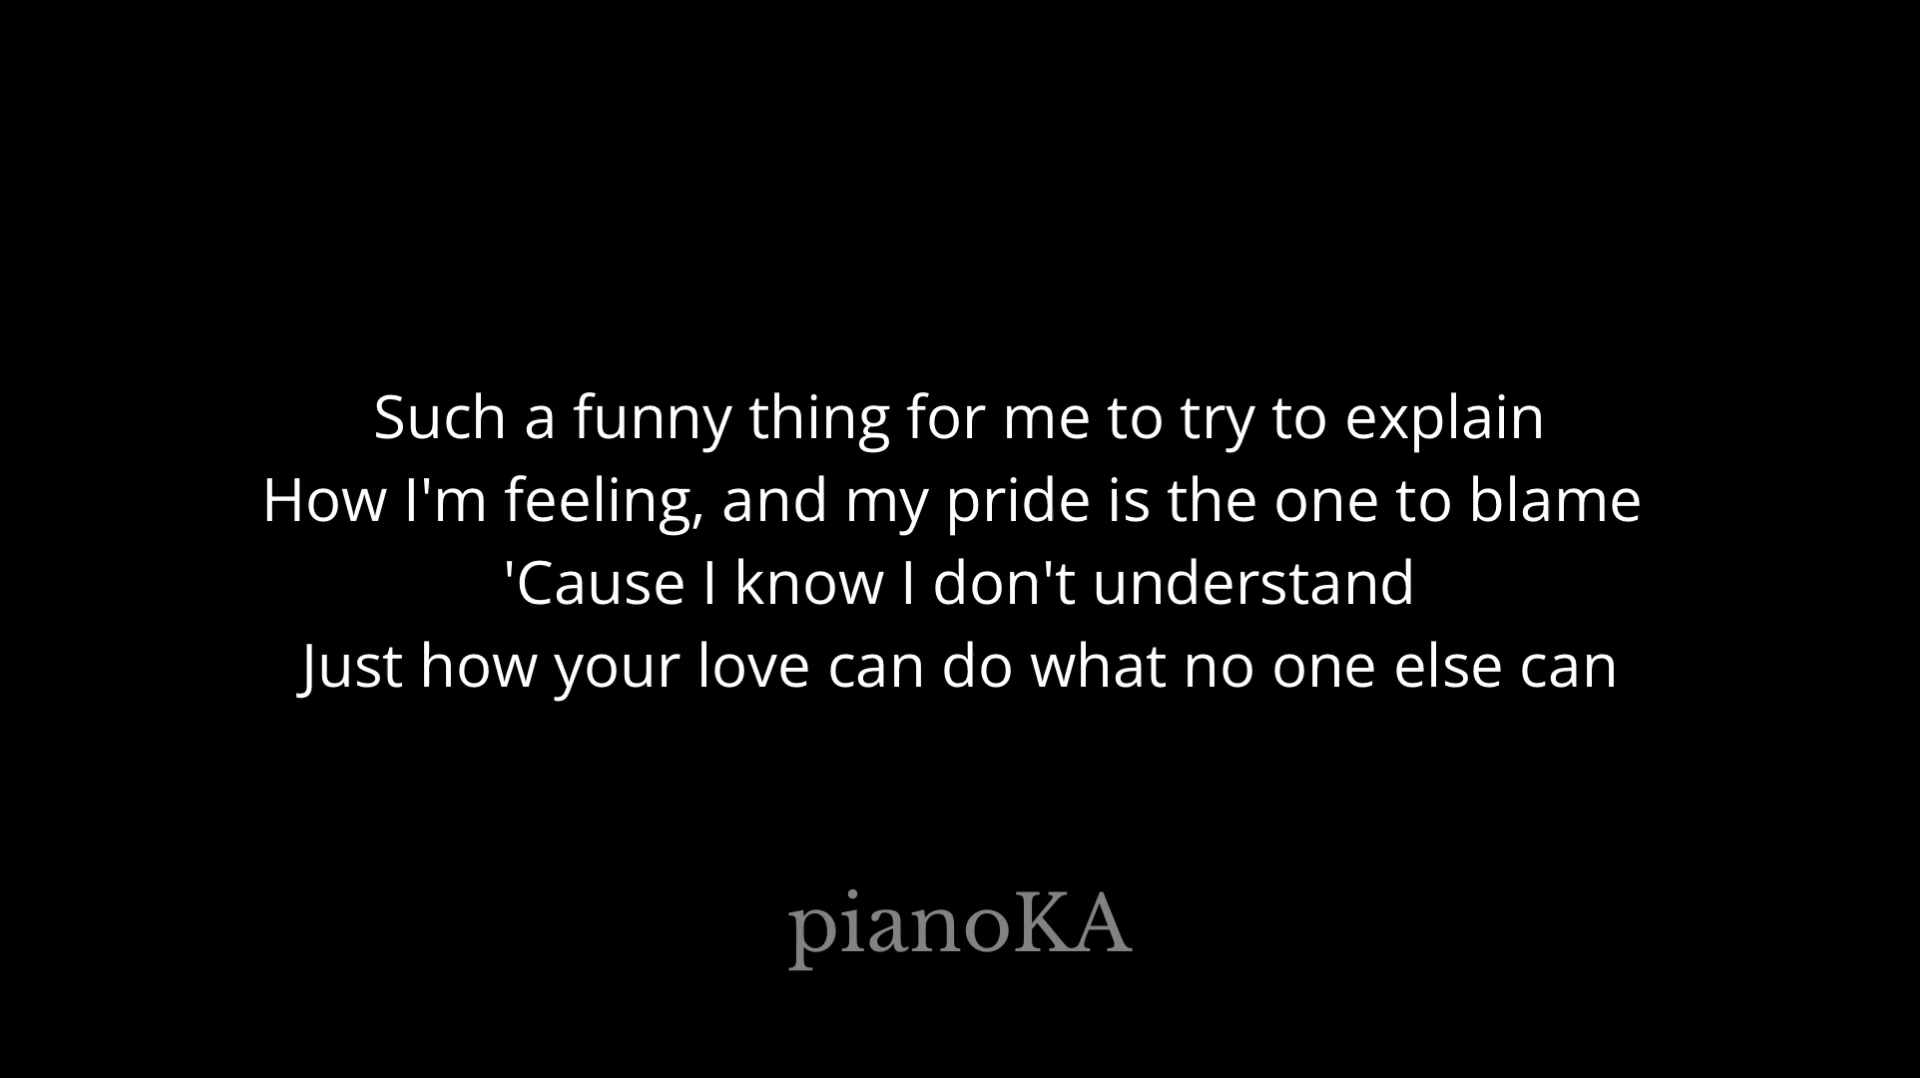 Such a funny thing for me to try to explain
How I'm feeling, and my pride is the one to blame
'Cause I know I don't understand
Just how your love can do what no one else can
pianoKA